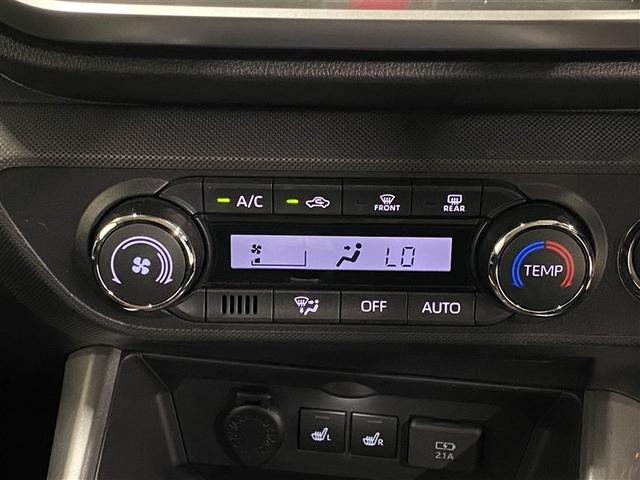 A/C
FRONT
REAR
LO
TEMP
OFF
AUTO
L
R
2.1A